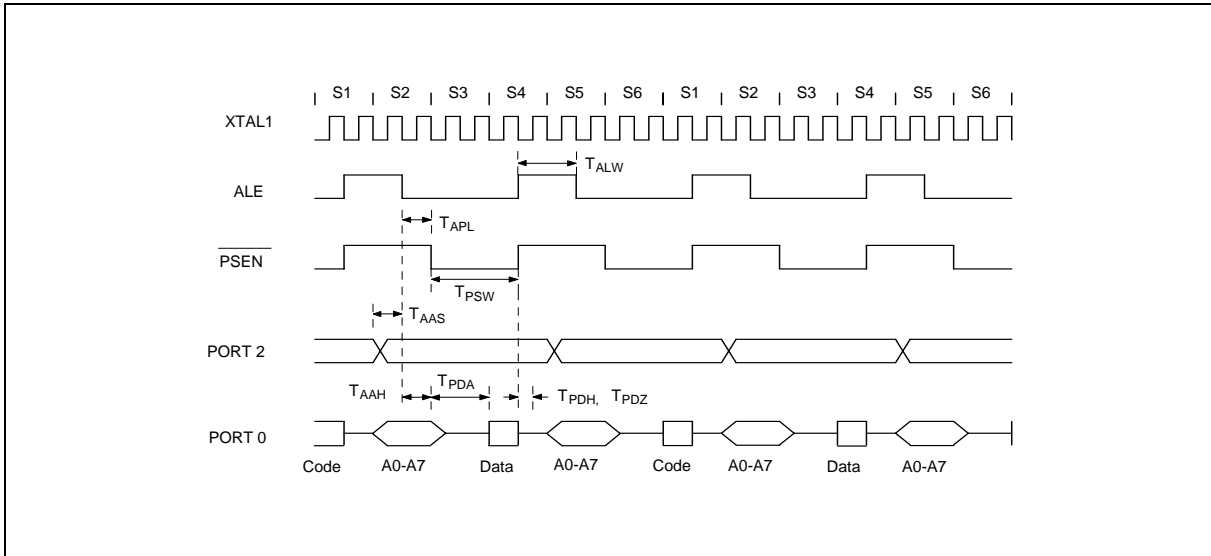 S1 S2 S3 S4 S5 S6 S1 S2 S3 S4 S5 S6
XTAL1
TALW
ALE
TAPL
PSEN
TPSW
TAAS
PORT 2
TAAH TPDA TPDH, TPDZ
PORT 0
Code A0-A7 Data A0-A7 Code A0-A7 Data A0-A7